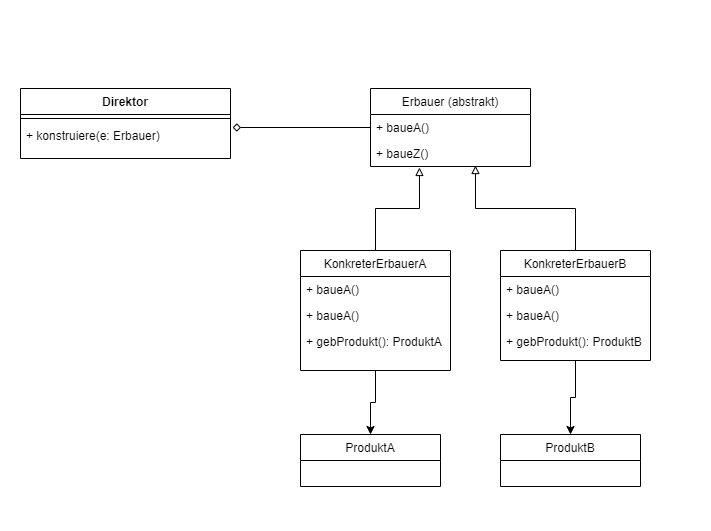 Direktor
+ konstruiere(e: Erbauer)
Erbauer (abstrakt)
+ baueA()
+ baueZ()
KonkreterErbauerA
+ baueA()
+ baueA()
+ gebProdukt(): ProduktA
KonkreterErbauerB
+ baueA()
+ baueA()
+ gebProdukt(): ProduktB
ProduktA
ProduktB